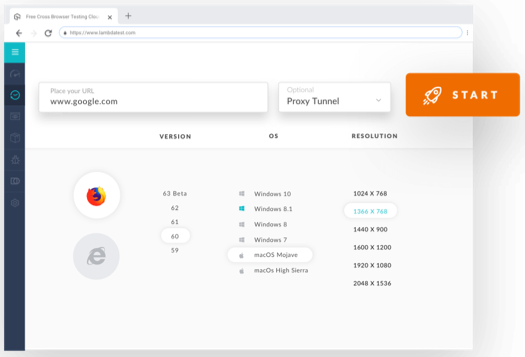 Free Cross Browser Testing Clou
https://www.lambdatest.com
Place your URL
www.google.com
Optional
Proxy Tunnel
START
VERSION
OS
RESOLUTION
63 Beta
62
61
60
59
Windows 10
Windows 8.1
Windows 8
Windows 7
macOS Mojave
macOs High Sierra
1024 X 768
1366 X 768
1440 X 900
1600 X 1200
1920 X 1080
2048 X 1536